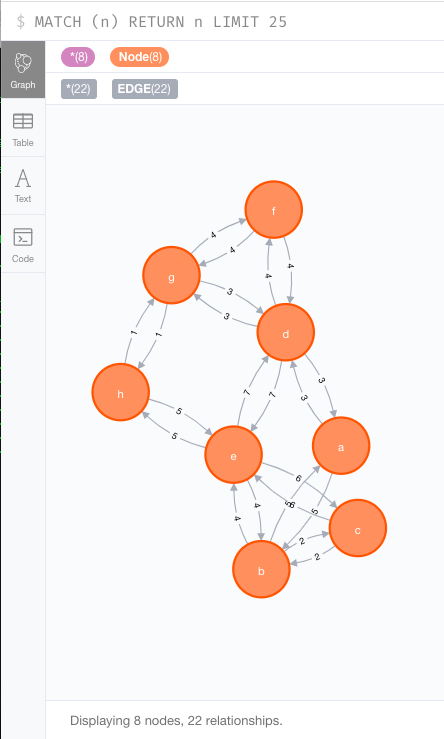 $ MATCH (n) RETURN n LIMIT 25
*(8) Node(8)
*(22) EDGE(22)
Graph
Table
Text
Code
f
4
4
4
4
g
3
3
d
1
1
3
3
h
7
7
5
5
e
a
6
4
4
5
6
5
c
2
2
b
Displaying 8 nodes, 22 relationships.